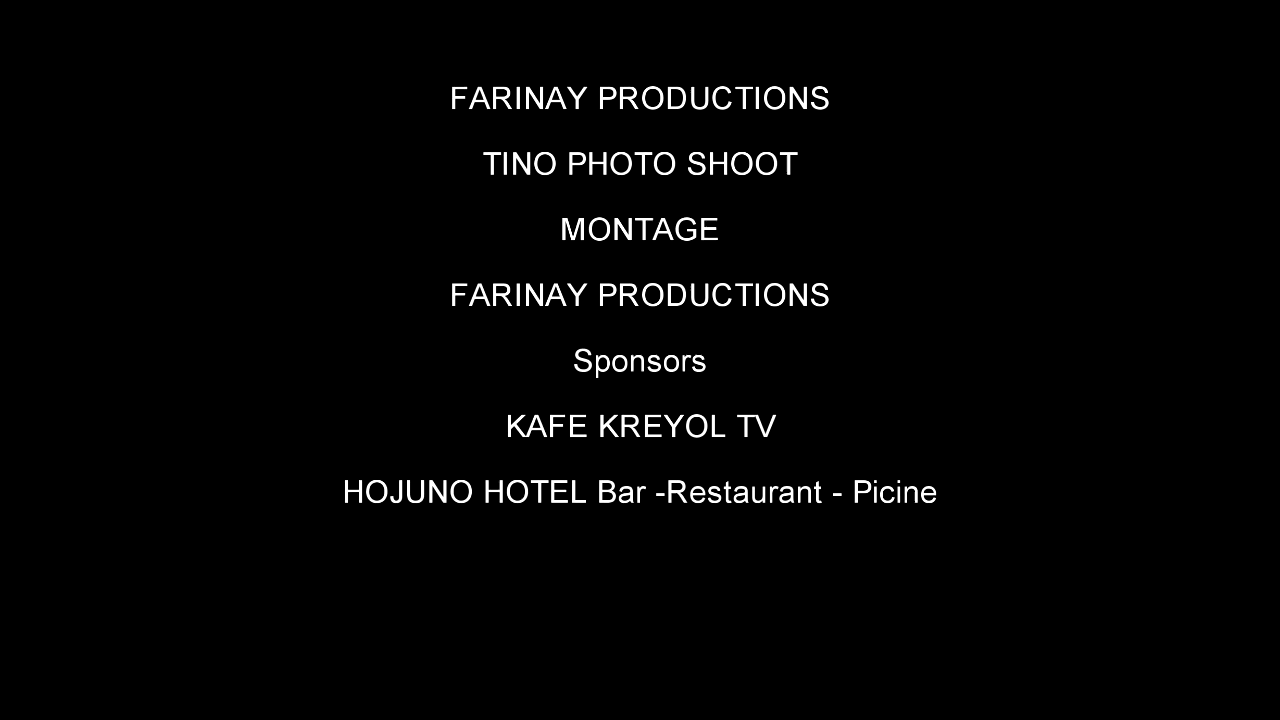 FARINAY PRODUCTIONS
TINO PHOTO SHOOT
MONTAGE
FARINAY PRODUCTIONS
Sponsors
KAFE KREYOL TV
HOJUNO HOTEL Bar -Restaurant - Picine